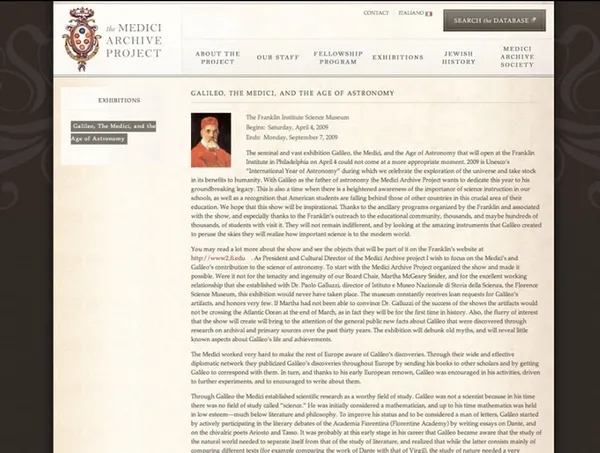 CONTACT | ITALIANO
SEARCH the DATABASE
the MEDICI
ARCHIVE
PROJECT
ABOUT THE
PROJECT
OUR STAFF
FELLOWSHIP
PROGRAM
EXHIBITIONS
JEWISH
HISTORY
MEDICI
ARCHIVE
SOCIETY
EXHIBITIONS
Galileo, The Medici, and the
Age of Astronomy
GALILEO, THE MEDICI, AND THE AGE OF ASTRONOMY
The Franklin Institute Science Museum
Begins: Saturday, April 4, 2009
Ends: Monday, September 7, 2009
The seminal and vast exhibition Galileo, the Medici, and the Age of Astronomy that will open at the Franklin
Institute in Philadelphia on April 4 could not come at a more appropriate moment. 2009 is Unesco's
"International Year of Astronomy" during which we celebrate the exploration of the universe and take stock
in its benefits to humanity. With Galileo as the father of astronomy the Medici Archive Project wants to dedicate this year to his
groundbreaking legacy. This is also a time when there is a heightened awareness of the importance of science instruction in our
schools, as well as a recognition that American students are falling behind those of other countries in this crucial area of their
education. We hope that this show will be inspirational. Thanks to the ancillary programs organized by the Franklin and associated
with the show, and especially thanks to the Franklin's outreach to the educational community, thousands, and maybe hundreds of
thousands, of students with visit it. They will not remain indifferent, and by looking at the amazing instruments that Galileo created
to peruse the skies they will realize how important science is to the modern world.
You may read a lot more about the show and see the objects that will be part of it on the Franklin's website at
http://www2.fi.edu . As President and Cultural Director of the Medici Archive project I wish to focus on the Medici's and
Galileo's contribution to the science of astronomy. To start with the Medici Archive Project organized the show and made it
possible. Were it not for the tenacity and ingenuity of our Board Chair, Martha McGeary Snider, and for the excellent working
relationship that she established with Dr. Paolo Galluzzi, director of Istituto e Museo Nazionale di Storia della Scienza, the Florence
Science Museum, this exhibition would never have taken place. The museum constantly receives loan requests for Galileo's
artifacts, and honors very few. If Martha had not been able to convince Dr. Galluzzi of the success of the shows the artifacts would
not be crossing the Atlantic Ocean at the end of March, as in fact they will be for the first time in history. Also, the flurry of interest
that the show will create will bring to the attention of the general public new facts about Galileo that were discovered through
research on archival and primary sources over the past thirty years. The exhibition will debunk old myths, and will reveal little
known aspects about Galileo's life and achievements.
The Medici worked very hard to make the rest of Europe aware of Galileo's discoveries. Through their wide and effective
diplomatic network they publicized Galileo's discoveries throughout Europe by sending his books to other scholars and by getting
Galileo to correspond with them. In turn, and thanks to his early European renown, Galileo was encouraged in his activities, driven
to further experiments, and to encouraged to write about them.
Through Galileo the Medici established scientific research as a worthy field of study. Galileo was not a scientist because in his time
there was no field of study called "science." He was initially considered a mathematician, and up to his time mathematics was held
in low esteem—much below literature and philosophy. To improve his status and to be considered a man of letters, Galileo started
by actively participating in the literary debates of the Academia Fiorentina (Florentine Academy) by writing essays on Dante, and
on the chivalric poets Ariosto and Tasso. It was probably at this early stage in his career that Galileo became aware that the study of
the natural world needed to separate itself from that of the study of literature, and realized that while the latter consists mainly of
comparing different texts (for example comparing the work of Dante with that of Virgil), the study of nature needed a very